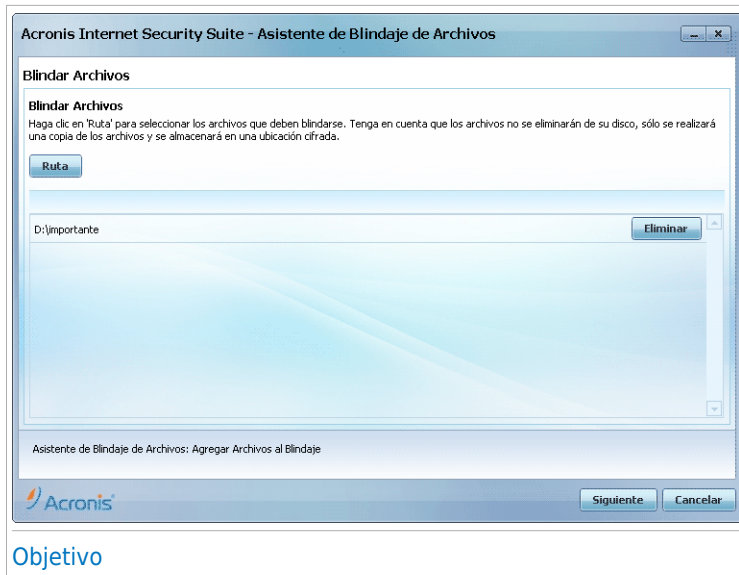 Acronis Internet Security Suite - Asistente de Blindaje de Archivos
Blindar Archivos
Blindar Archivos
Haga clic en 'Ruta' para seleccionar los archivos que deben blindarse. Tenga en cuenta que los archivos no se eliminarán de su disco, sólo se realizará
una copia de los archivos y se almacenará en una ubicación cifrada.
Ruta
D:\importante
Eliminar
Asistente de Blindaje de Archivos: Agregar Archivos al Blindaje
Acronis
Siguiente
Cancelar
Objetivo